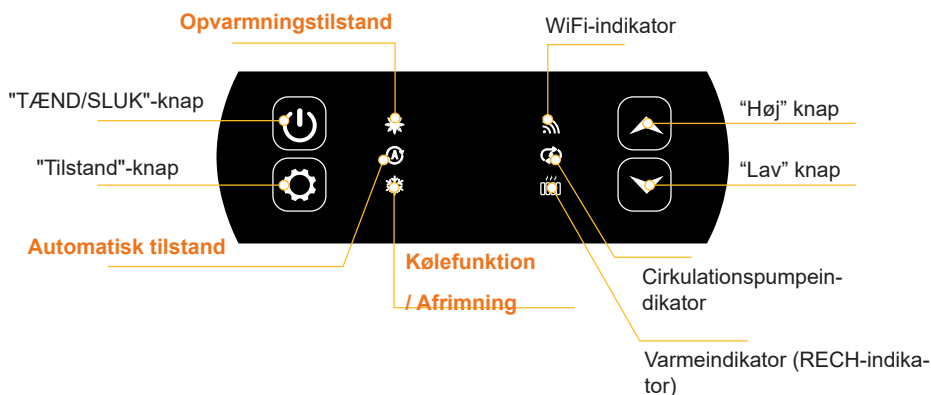 Opvarmningstilstand
WiFi-indikator
"TÆND/SLUK"-knap
“Høj” knap
"Tilstand"-knap
“Lav” knap
A
Automatisk tilstand
Kølefunktion
/ Afrimning
Cirkulationspumpein-
dikator
Varmeindikator (RECH-indika-
tor)